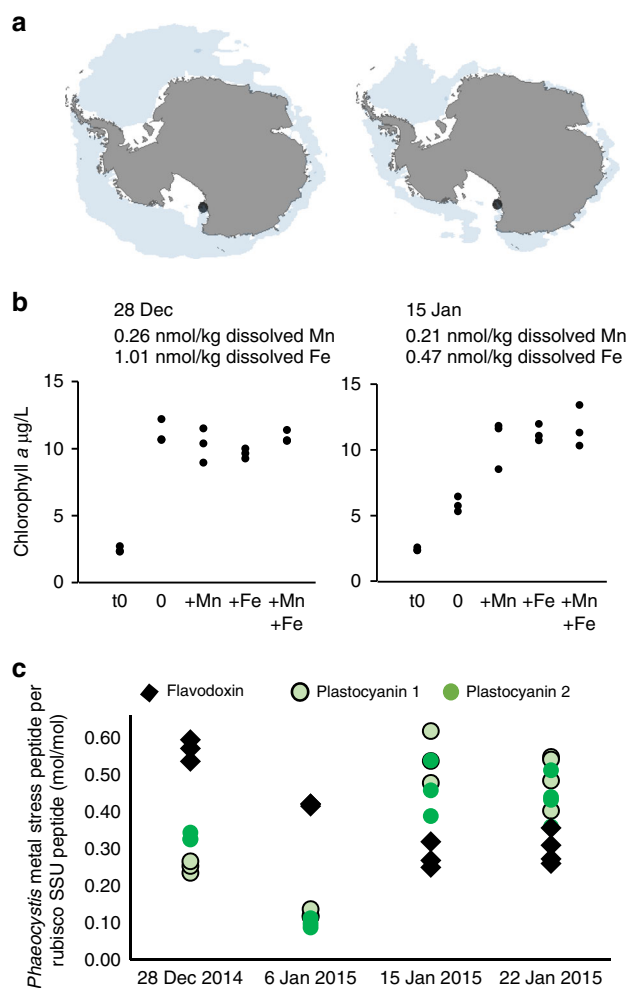 a
b
28 Dec
0.26 nmol/kg dissolved Mn
1.01 nmol/kg dissolved Fe
15 Jan
0.21 nmol/kg dissolved Mn
0.47 nmol/kg dissolved Fe
Chlorophyll a µg/L
15
10
5
0
t0 0 +Mn +Fe +Mn
+Fe
15
10
5
0
t0 0 +Mn +Fe +Mn
+Fe
c
Flavodoxin Plastocyanin 1 Plastocyanin 2
Phaeocystis metal stress peptide per
rubisco SSU peptide (mol/mol)
0.60
0.50
0.40
0.30
0.20
0.10
0.00
28 Dec 2014 6 Jan 2015 15 Jan 2015 22 Jan 2015